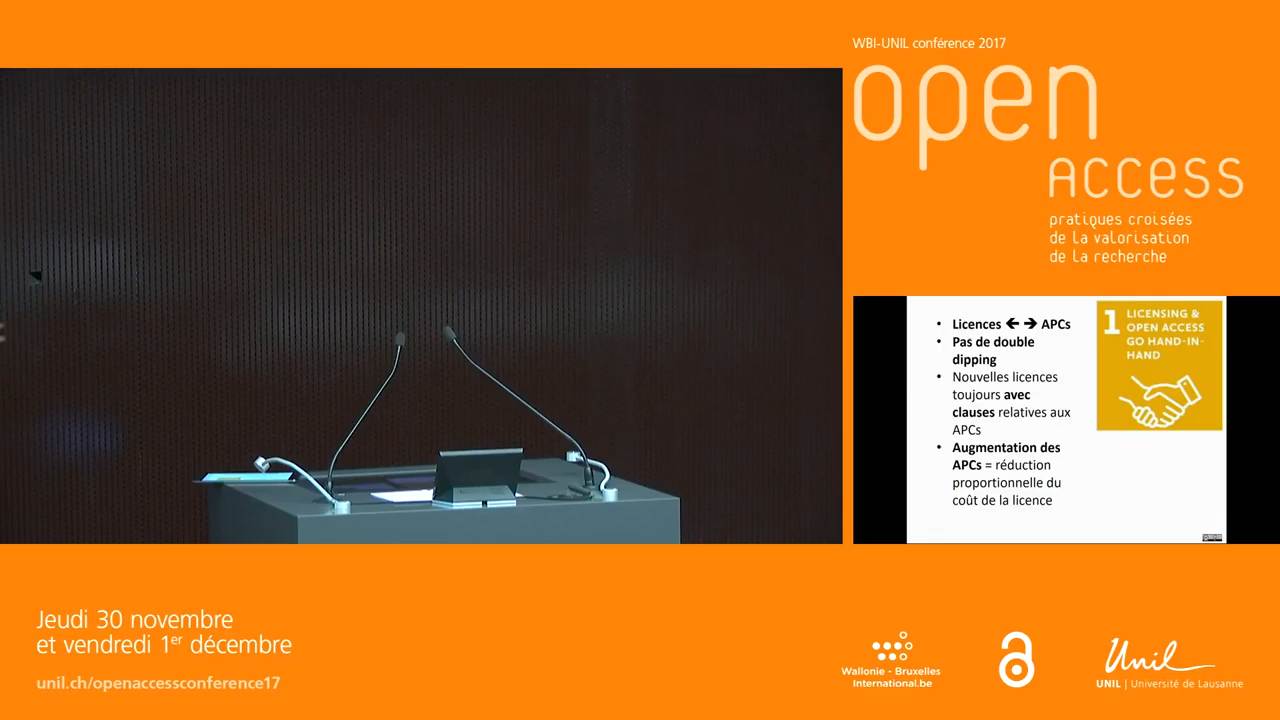 WBI-UNIL conférence 2017
open
access
pratiques croisées
de la valorisation
de la recherche
• Licences 🡨 🡪 APCs
• Pas de double
dipping
• Nouvelles licences
toujours avec
clauses relatives aux
APCs
• Augmentation des
APCs = réduction
proportionnelle du
coût de la licence
1 LICENSING &
OPEN ACCESS
GO HAND-IN-
HAND
Jeudi 30 novembre
et vendredi 1er décembre
unil.ch/openaccessconference17
Wallonie - Bruxelles
International.be
Unil
UNIL | Université de Lausanne